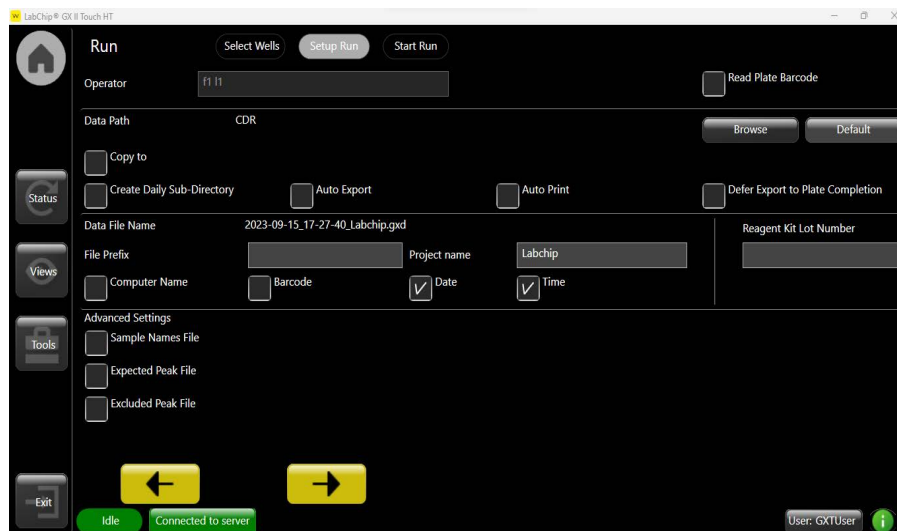 LabChip® GX II Touch HT
Run Select Wells Setup Run Start Run
Operator f1 l1 Read Plate Barcode
Data Path CDR Browse Default
Copy to
Create Daily Sub-Directory Auto Export Auto Print Defer Export to Plate Completion
Status
Data File Name 2023-09-15_17-27-40_Labchip.gxd Reagent Kit Lot Number
File Prefix Project name Labchip
Views
Computer Name Barcode Date Time
Advanced Settings
Sample Names File
Tools
Expected Peak File
Excluded Peak File
Exit
Idle Connected to server User: GXTUser